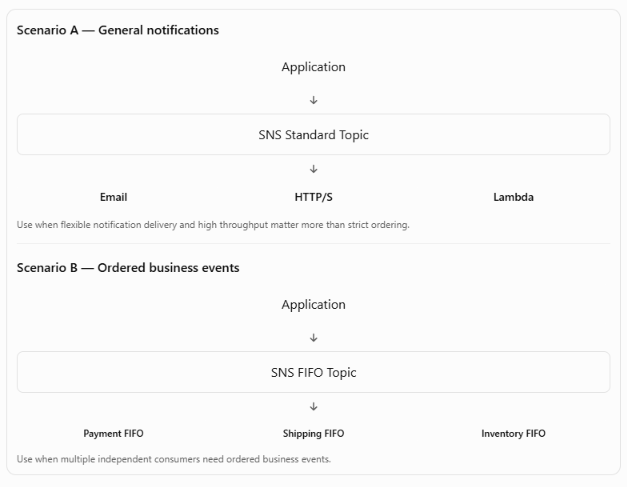 Scenario A — General notifications
Application
↓
SNS Standard Topic
↓
Email HTTP/S Lambda
Use when flexible notification delivery and high throughput matter more than strict ordering.
Scenario B — Ordered business events
Application
↓
SNS FIFO Topic
↓
Payment FIFO Shipping FIFO Inventory FIFO
Use when multiple independent consumers need ordered business events.